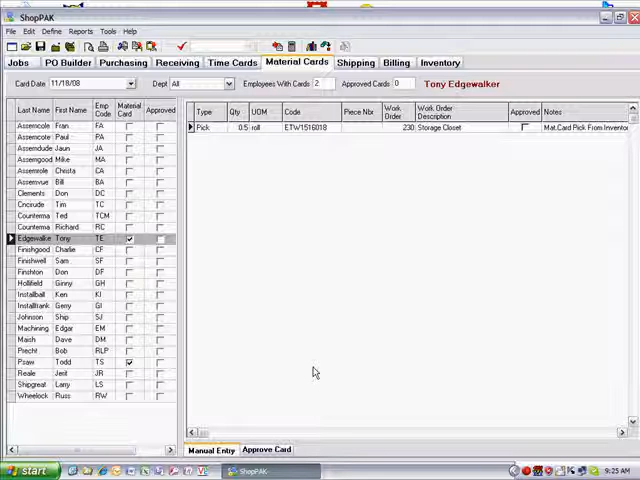 ShopPAK
File Edit Define Reports Tools Help
Jobs PO Builder Purchasing Receiving Time Cards Material Cards Shipping Billing Inventory
Card Date 11/18/08 Dept All Employees With Cards 2 Approved Cards 0 Tony Edgewalker
Last Name First Name Emp Code Material Card Approved
Type Qty UOM Code Piece Nbr Work Order Work Order Description Approved Notes
Pick 0.5 roll ETW1516018 230 Storage Closet Mat.Card Pick From Inventor
Assemcole Fran FA
Assemcole Paul PA
Assemdude Jaun JA
Assemgood Mike MA
Assemrole Christa CA
Assemvue Bill BA
Clements Don DC
Cncirude Tim TC
Counterma Ted TCM
Counterma Richard RC
Edgewalke Tony TE
Finishgood Charlie CF
Finishwell Sam SF
Finshton Don DF
Hollifield Ginny GH
Installball Ken KI
Installtank Gerry GI
Johnson Ship SJ
Machining Edgar EM
Maish Dave DM
Precht Bob RLP
Psaw Todd TS
Reale Jerit JR
Shipgreat Larry LS
Wheelock Russ RW
Manual Entry Approve Card
start ShopPAK 9:25 AM